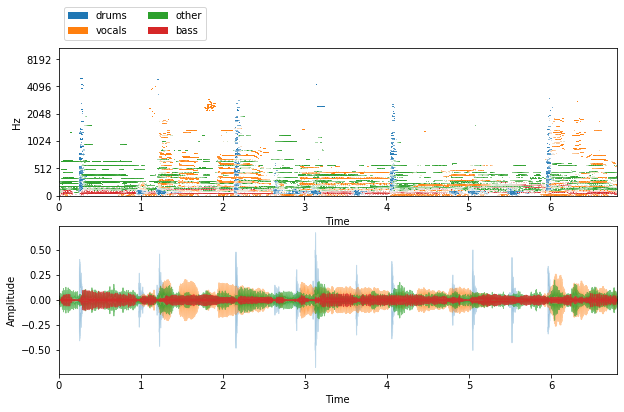 drums other
vocals bass
8192
4096
2048
1024
512
0
Hz
0 1 2 3 4 5 6
Time
0.50
0.25
0.00
−0.25
−0.50
Amplitude
0 1 2 3 4 5 6
Time